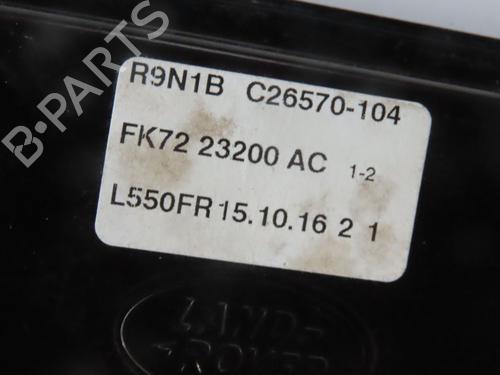 B-PARTS
R9N1B C26570-104
FK72 23200 AC 1-2
L550FR 15.10.16 2 1
LAND-
-ROVER